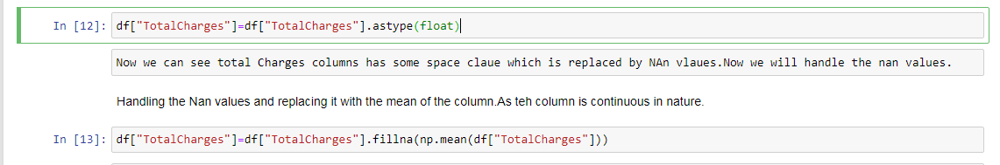 In [12]: df["TotalCharges"]=df["TotalCharges"].astype(float)
Now we can see total Charges columns has some space claue which is replaced by NAn vlaues.Now we will handle the nan values.
Handling the Nan values and replacing it with the mean of the column.As teh column is continuous in nature.
In [13]: df["TotalCharges"]=df["TotalCharges"].fillna(np.mean(df["TotalCharges"]))